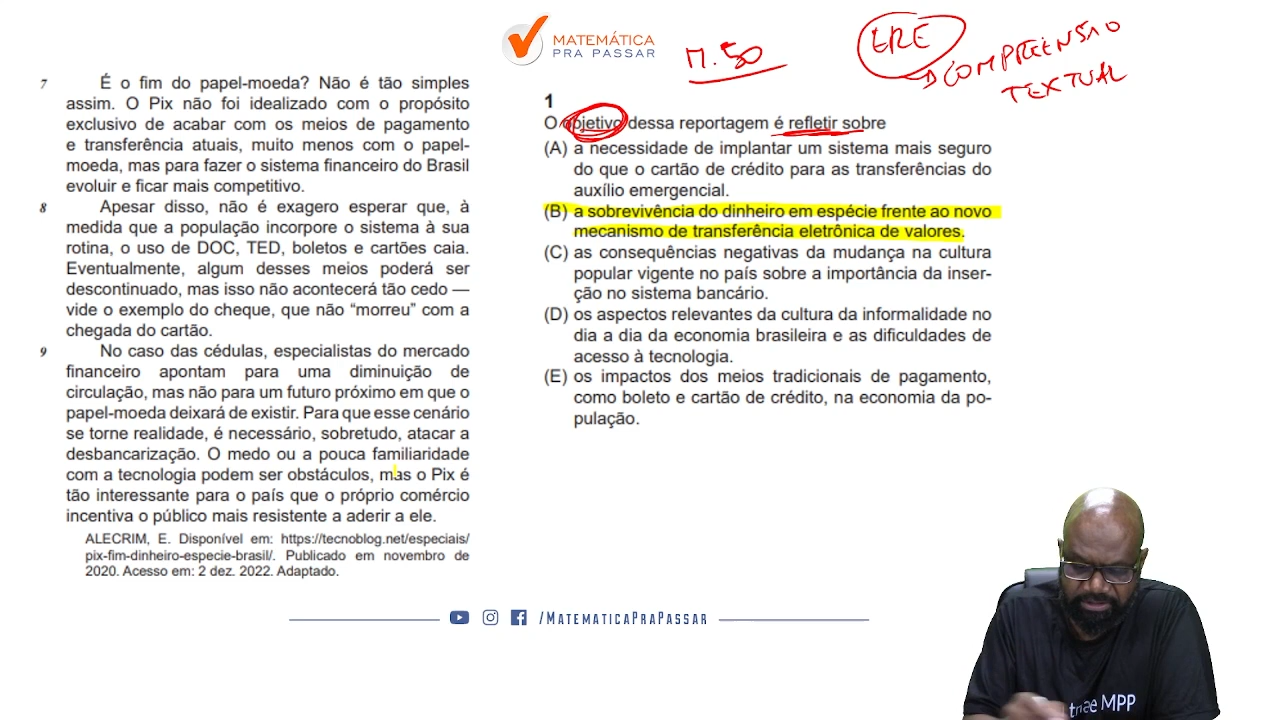 MATEMÁTICA
PRA PASSAR
M. 50
ERE
COMPREENSÃO
TEXTUAL
7 É o fim do papel-moeda? Não é tão simples
assim. O Pix não foi idealizado com o propósito
exclusivo de acabar com os meios de pagamento
e transferência atuais, muito menos com o papel-
moeda, mas para fazer o sistema financeiro do Brasil
evoluir e ficar mais competitivo.
8 Apesar disso, não é exagero esperar que, à
medida que a população incorpore o sistema à sua
rotina, o uso de DOC, TED, boletos e cartões caia.
Eventualmente, algum desses meios poderá ser
descontinuado, mas isso não acontecerá tão cedo —
vide o exemplo do cheque, que não “morreu” com a
chegada do cartão.
9 No caso das cédulas, especialistas do mercado
financeiro apontam para uma diminuição de
circulação, mas não para um futuro próximo em que o
papel-moeda deixará de existir. Para que esse cenário
se torne realidade, é necessário, sobretudo, atacar a
desbancarização. O medo ou a pouca familiaridade
com a tecnologia podem ser obstáculos, mas o Pix é
tão interessante para o país que o próprio comércio
incentiva o público mais resistente a aderir a ele.
ALECRIM, E. Disponível em: https://tecnoblog.net/especiais/
pix-fim-dinheiro-especie-brasil/. Publicado em novembro de
2020. Acesso em: 2 dez. 2022. Adaptado.
1
O objetivo dessa reportagem é refletir sobre
(A) a necessidade de implantar um sistema mais seguro
do que o cartão de crédito para as transferências do
auxílio emergencial.
(B) a sobrevivência do dinheiro em espécie frente ao novo
mecanismo de transferência eletrônica de valores.
(C) as consequências negativas da mudança na cultura
popular vigente no país sobre a importância da inser-
ção no sistema bancário.
(D) os aspectos relevantes da cultura da informalidade no
dia a dia da economia brasileira e as dificuldades de
acesso à tecnologia.
(E) os impactos dos meios tradicionais de pagamento,
como boleto e cartão de crédito, na economia da po-
pulação.
/MATEMATICAPRAPASSAR
MPP